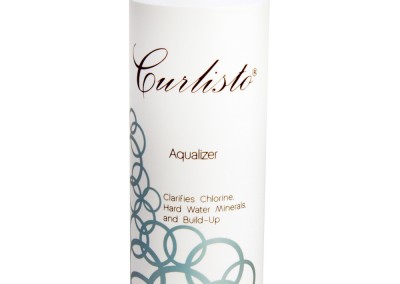 Curlisto®
Aqualizer
Clarifies Chlorine,
Hard Water Minerals
and Build-Up